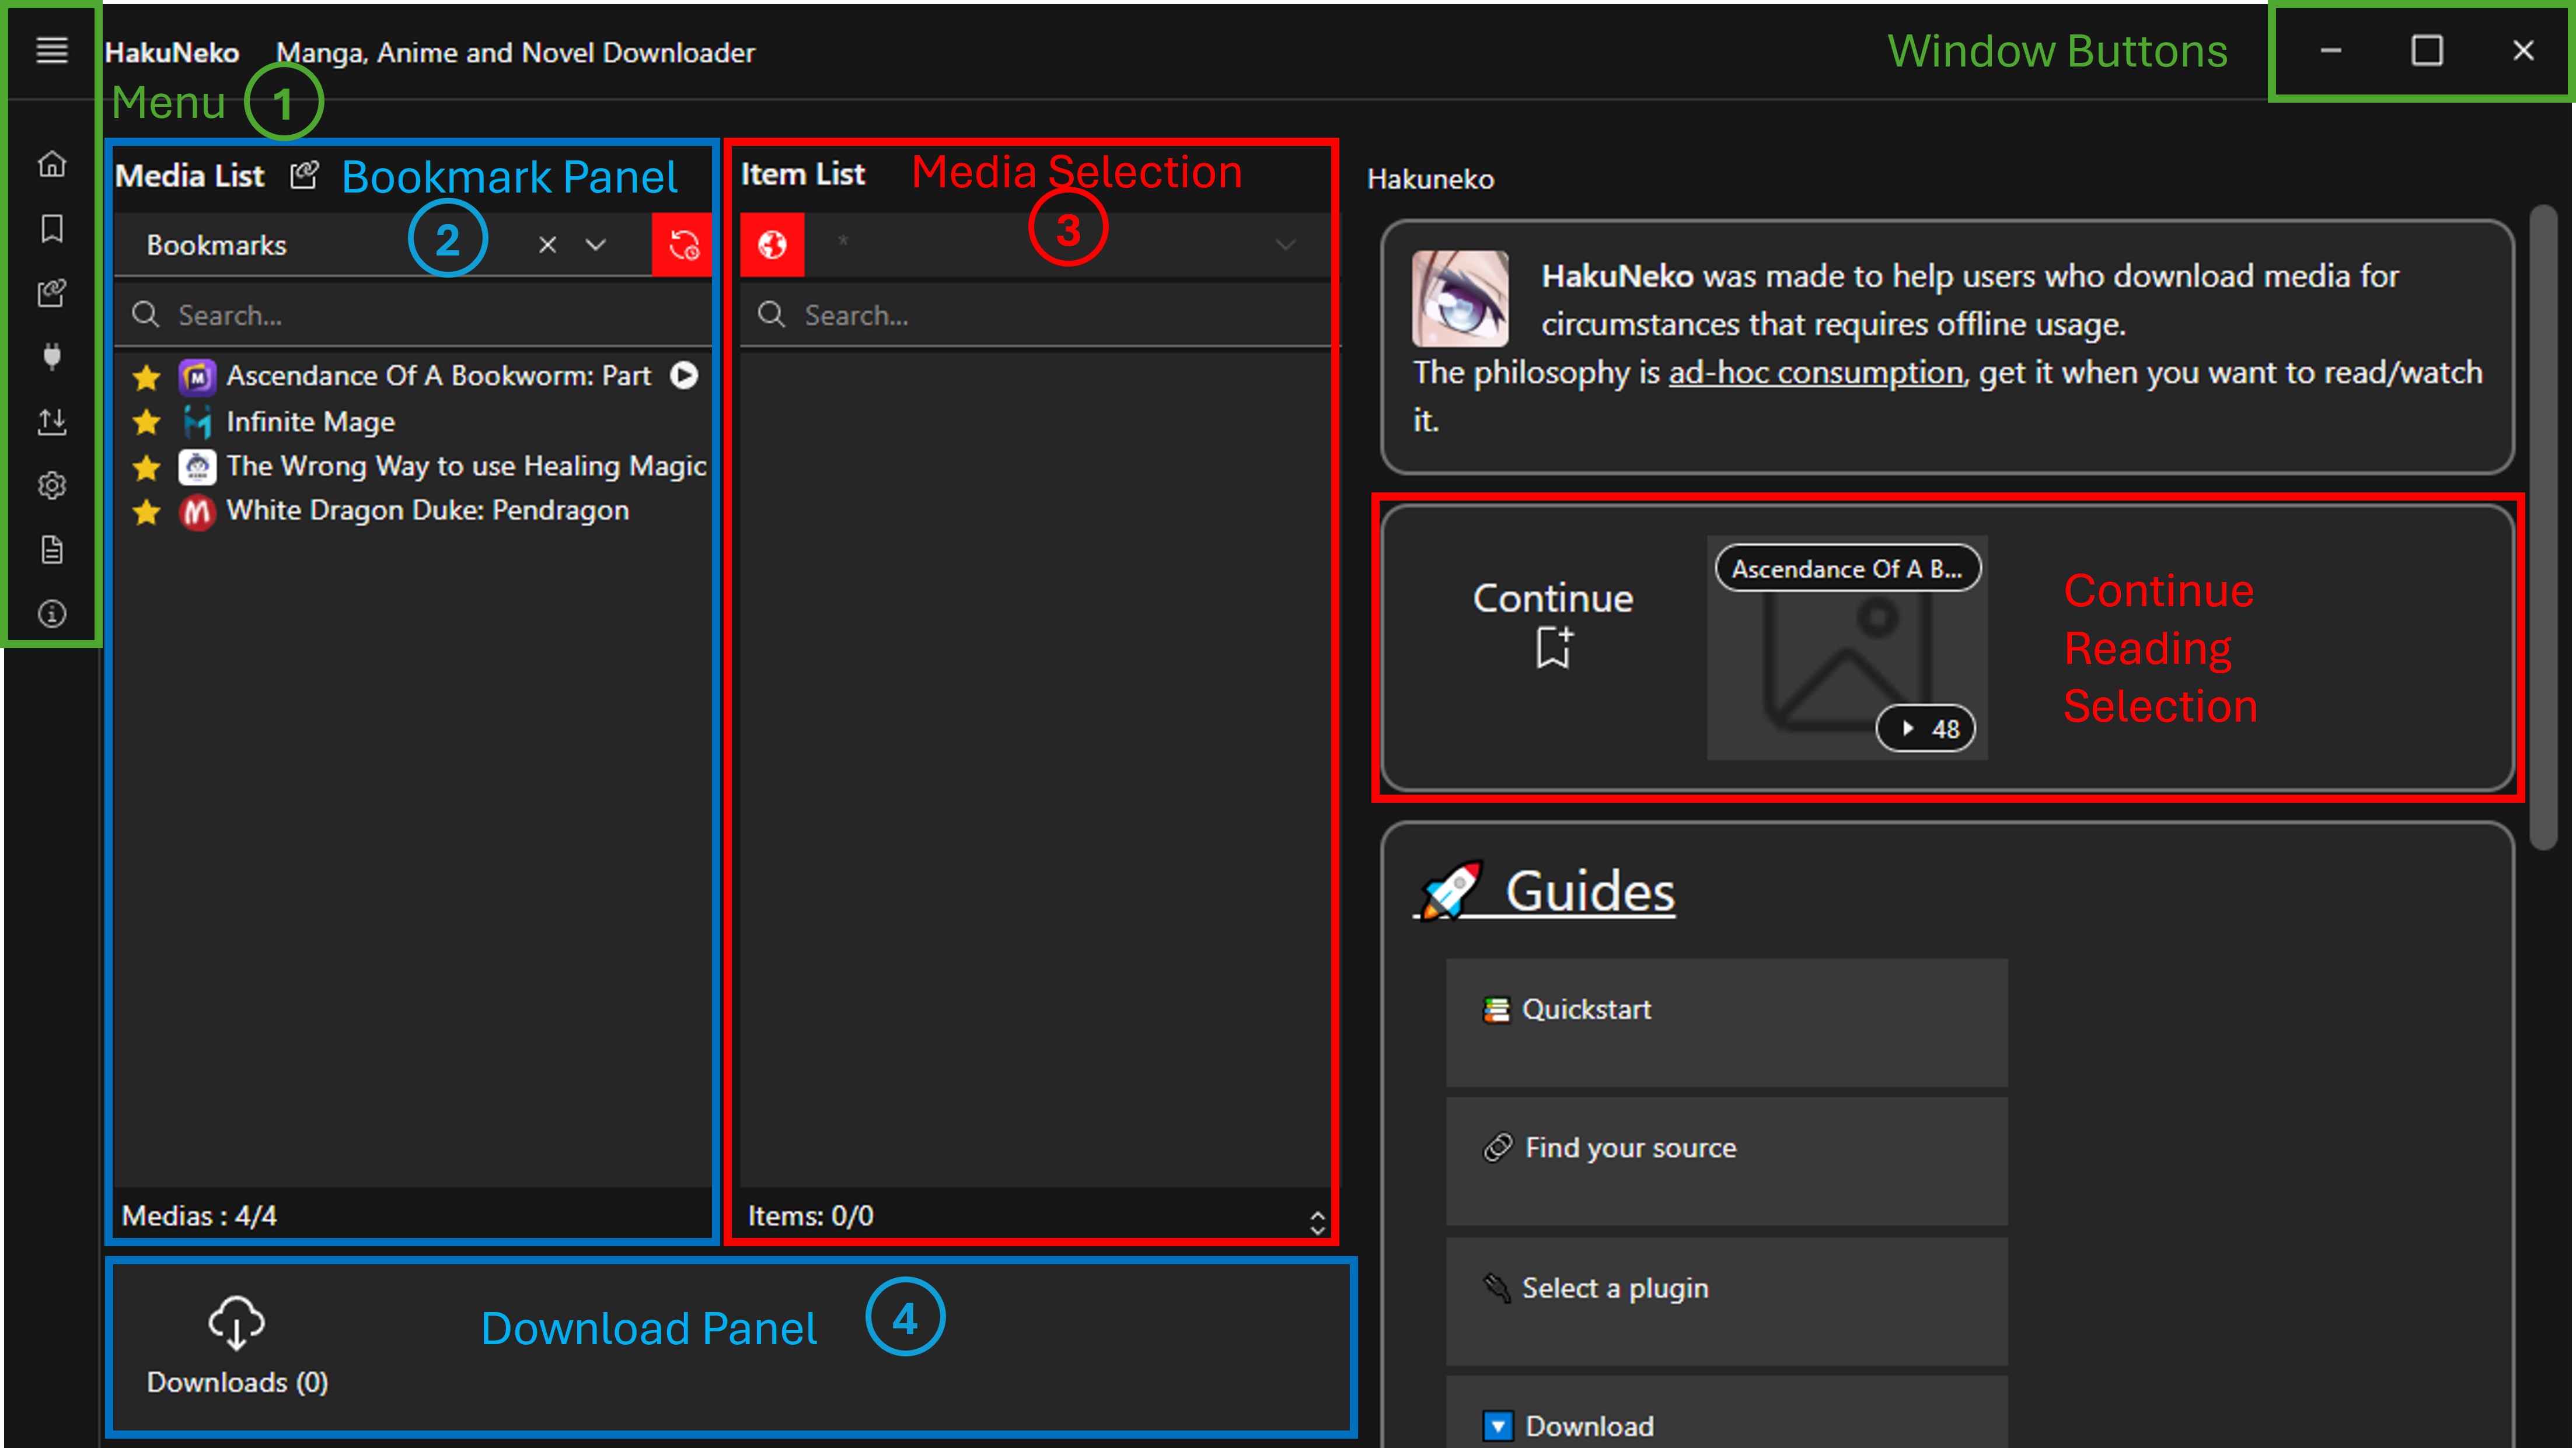 HakuNeko Manga, Anime and Novel Downloader
Window Buttons
Menu 1
Media List Bookmark Panel
2
Bookmarks
Search...
Ascendance Of A Bookworm: Part
Infinite Mage
The Wrong Way to use Healing Magic
White Dragon Duke: Pendragon
Medias : 4/4
Item List Media Selection
3
*
Search...
Items: 0/0
Downloads (0)
Download Panel 4
Hakuneko
HakuNeko was made to help users who download media for
circumstances that requires offline usage.
The philosophy is ad-hoc consumption, get it when you want to read/watch
it.
Continue
Ascendance Of A B...
48
Continue
Reading
Selection
Guides
Quickstart
Find your source
Select a plugin
Download